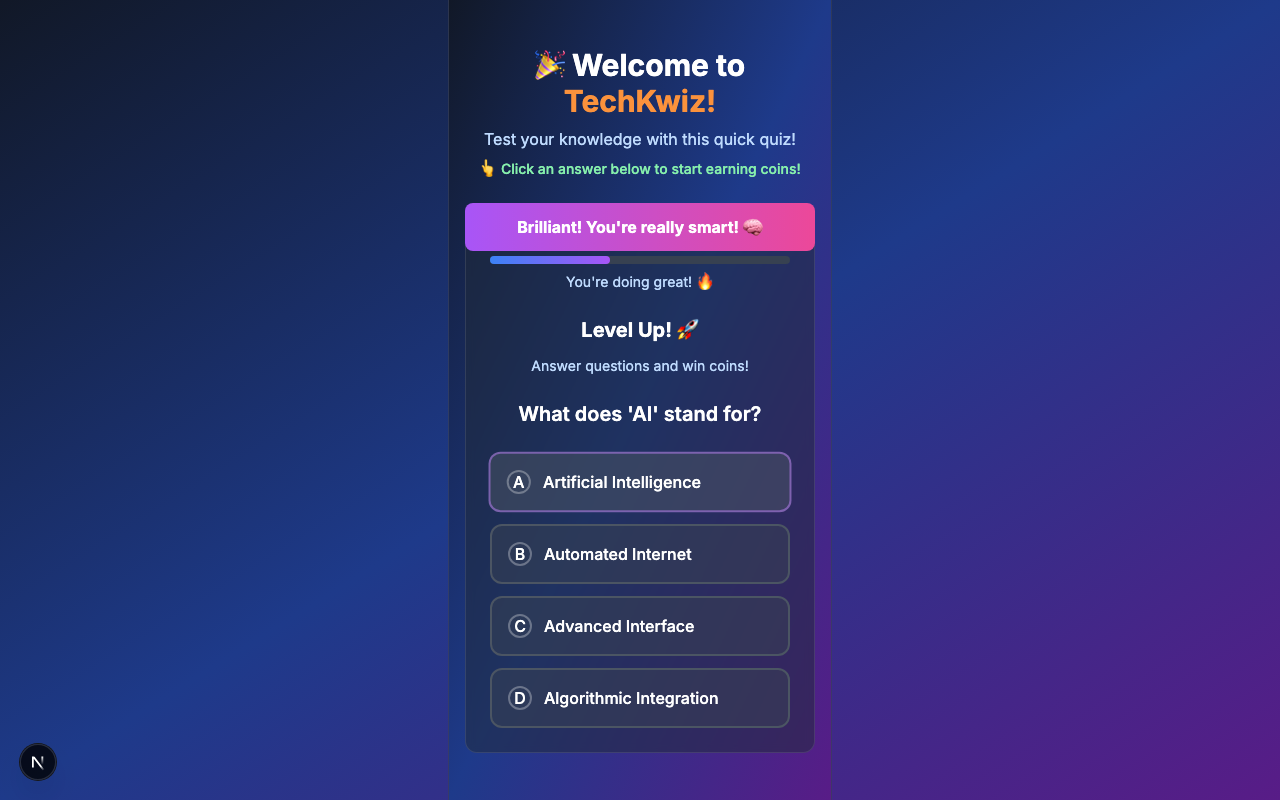 🎉 Welcome to
TechKwiz!
Test your knowledge with this quick quiz!
👆 Click an answer below to start earning coins!
Brilliant! You're really smart! 🧠
You're doing great! 🔥
Level Up! 🚀
Answer questions and win coins!
What does 'AI' stand for?
A Artificial Intelligence
B Automated Internet
C Advanced Interface
D Algorithmic Integration
N